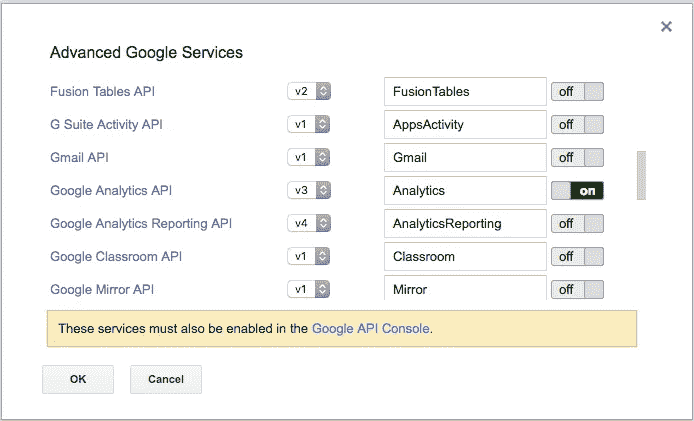 Advanced Google Services
Fusion Tables API v2 FusionTables off
G Suite Activity API v1 AppsActivity off
Gmail API v1 Gmail off
Google Analytics API v3 Analytics on
Google Analytics Reporting API v4 AnalyticsReporting off
Google Classroom API v1 Classroom off
Google Mirror API v1 Mirror off
These services must also be enabled in the Google API Console.
OK Cancel